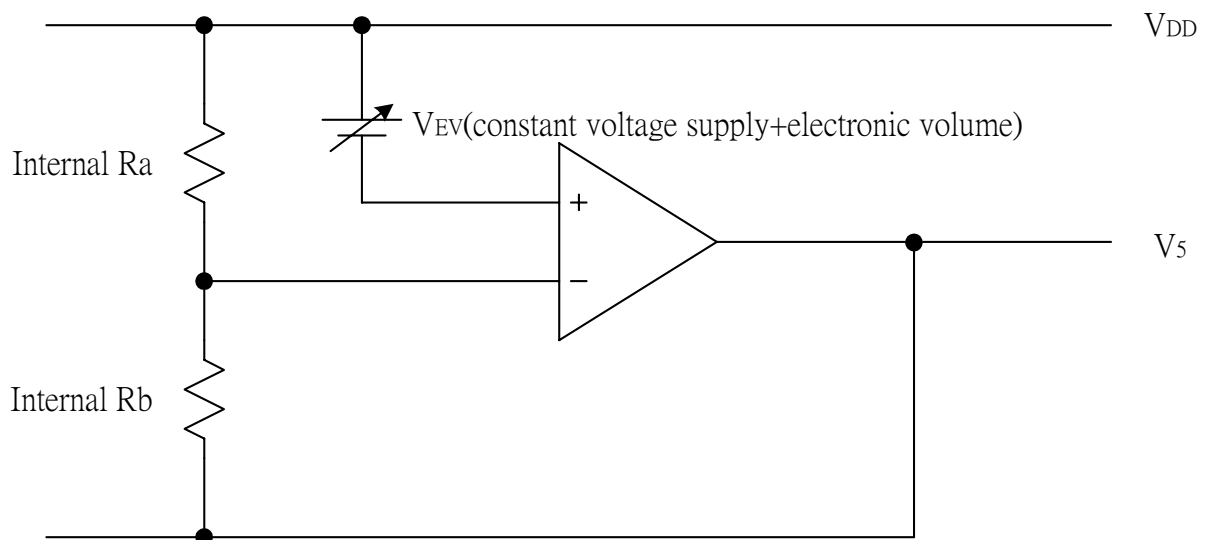 VDD
VEV(constant voltage supply+electronic volume)
Internal Ra
+
V5
−
Internal Rb